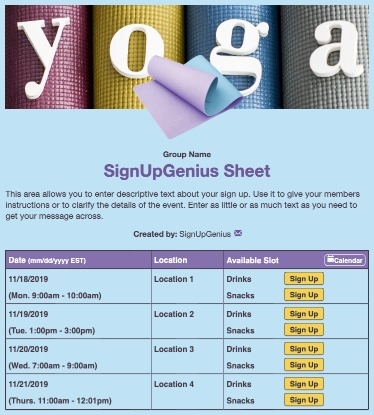 yoga
Group Name
SignUpGenius Sheet
This area allows you to enter descriptive text about your sign up. Use it to give your members
instructions or to clarify the details of the event. Enter as little or as much text as you need to
get your message across.
Created by: SignUpGenius
Date (mm/dd/yyyy EST) Location Available Slot Calendar
11/18/2019 Location 1 Drinks Sign Up
(Mon. 9:00am - 10:00am) Snacks Sign Up
11/19/2019 Location 2 Drinks Sign Up
(Tue. 1:00pm - 3:00pm) Snacks Sign Up
11/20/2019 Location 3 Drinks Sign Up
(Wed. 7:00am - 9:00am) Snacks Sign Up
11/21/2019 Location 4 Drinks Sign Up
(Thurs. 11:00am - 12:01pm) Snacks Sign Up